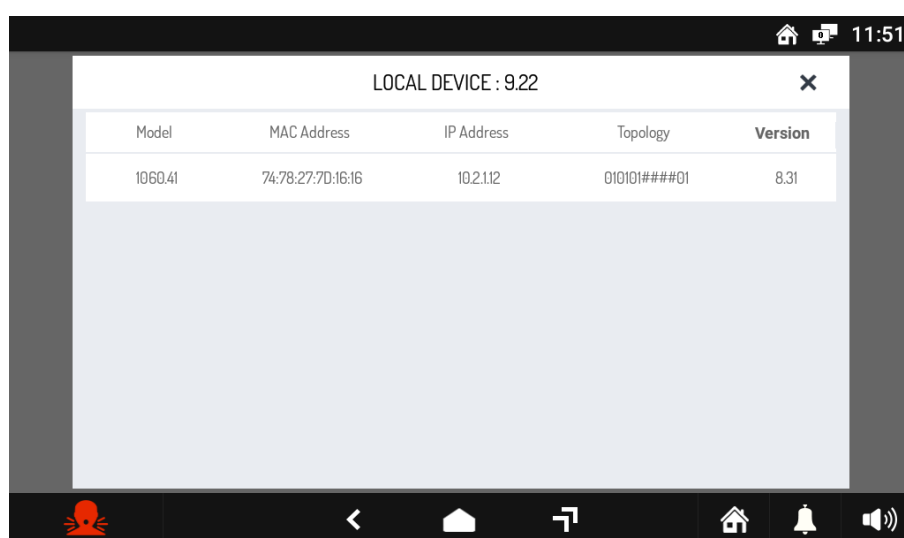 11:51
LOCAL DEVICE : 9.22
Model MAC Address IP Address Topology Version
1060.41 74:78:27:7D:16:16 10.2.1.12 010101####01 8.31